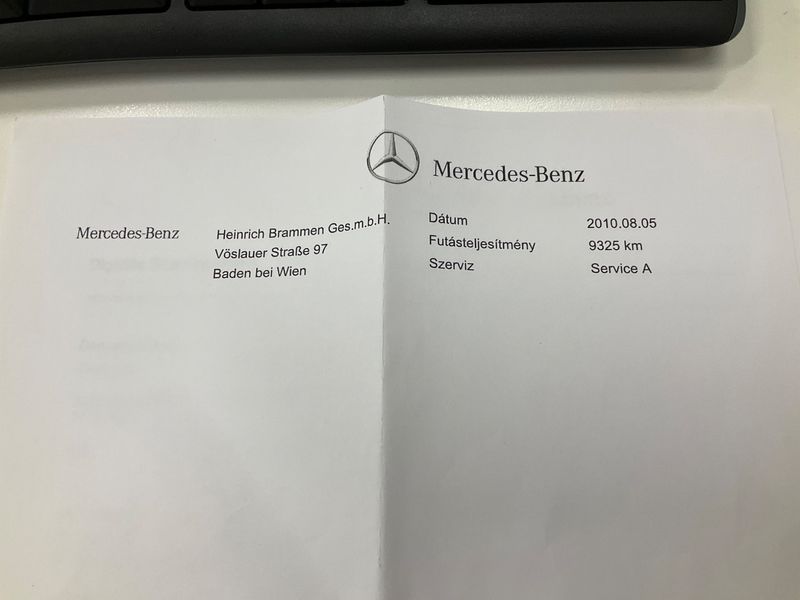 Mercedes-Benz
Mercedes-Benz
Heinrich Brammen Ges.m.b.H.
Vöslauer Straße 97
Baden bei Wien
Dátum 2010.08.05
Futásteljesítmény 9325 km
Szerviz Service A